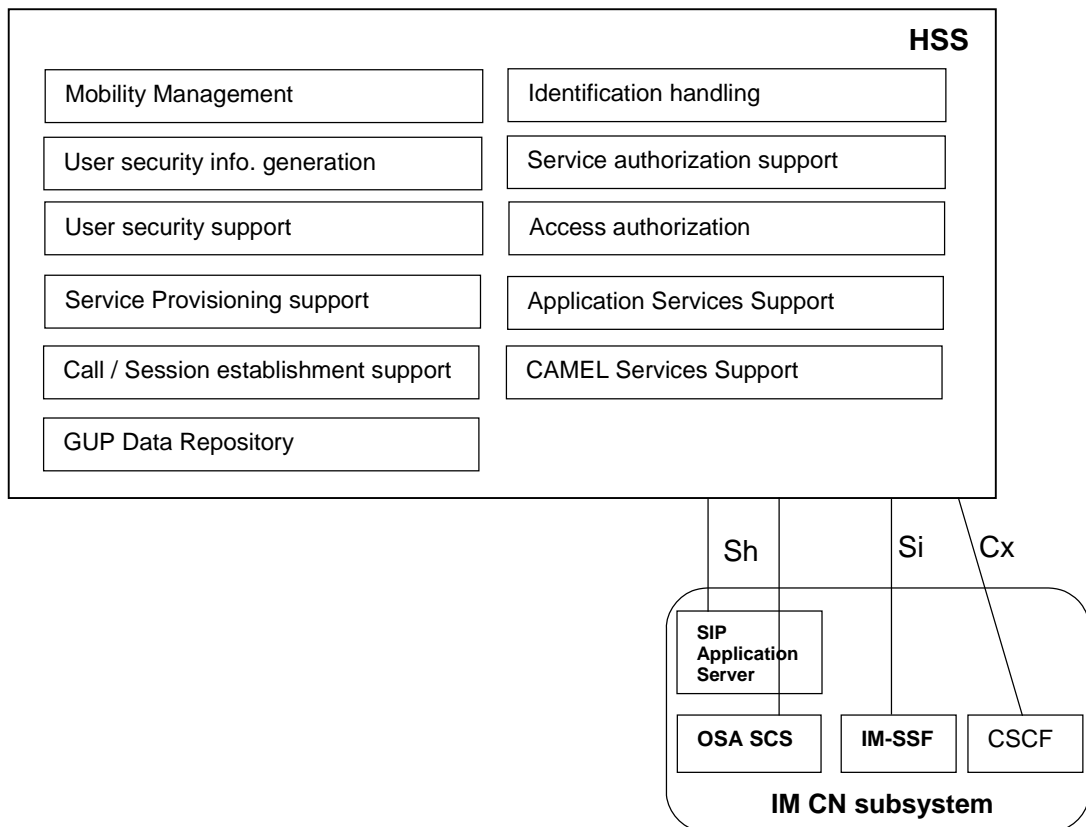 HSS
Mobility Management
Identification handling
User security info. generation
Service authorization support
User security support
Access authorization
Service Provisioning support
Application Services Support
Call / Session establishment support
CAMEL Services Support
GUP Data Repository
Sh
Si
Cx
SIP
Application
Server
OSA SCS
IM-SSF
CSCF
IM CN subsystem